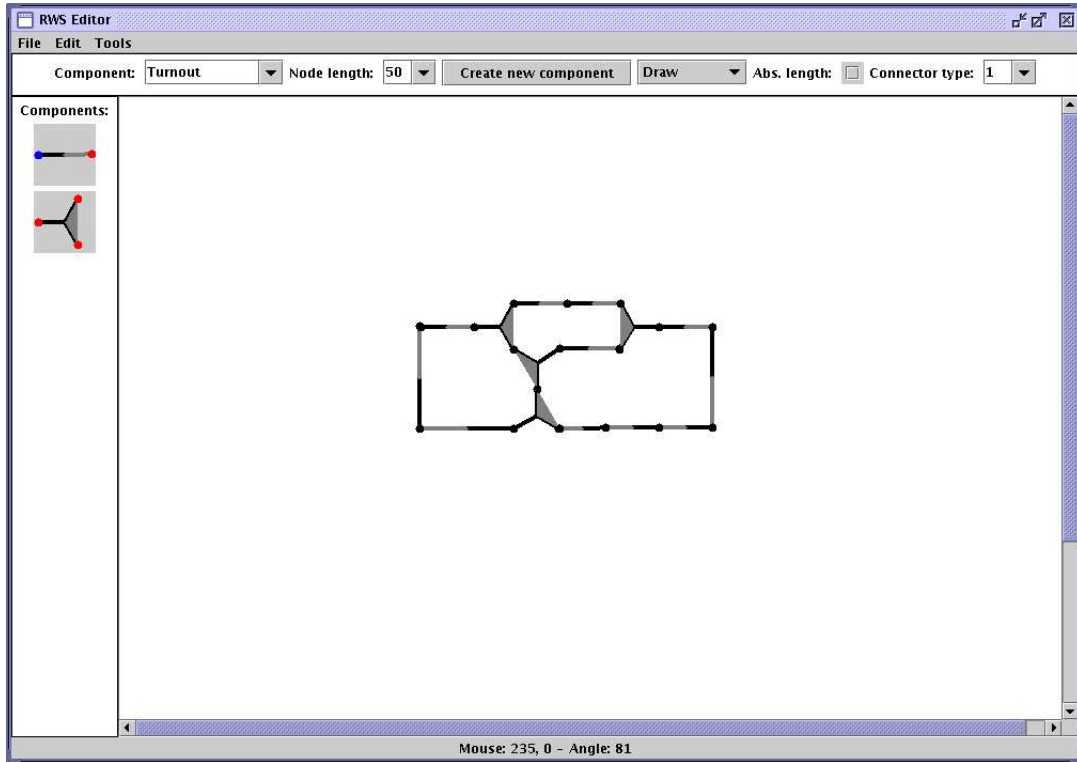 RWS Editor
File Edit Tools
Component: Turnout Node length: 50 Create new component Draw Abs. length: Connector type: 1
Components:
Mouse: 235, 0 – Angle: 81